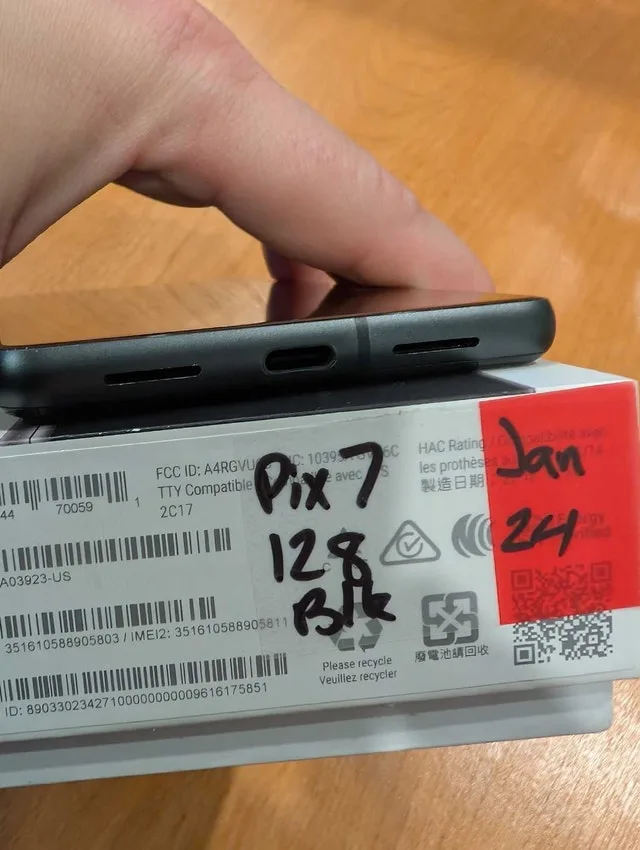 44 70059 1
FCC ID: A4RGVU
TTY Compatible
2C17
HAC Rating
les prothèses
製造日期
Pix 7
128
Blk
Jan
24
A03923-US
351610588905803 / IMEI2: 351610588905811
ID: 89033023427100000000009616175851
Please recycle
Veuillez recycler
廢電池請回收